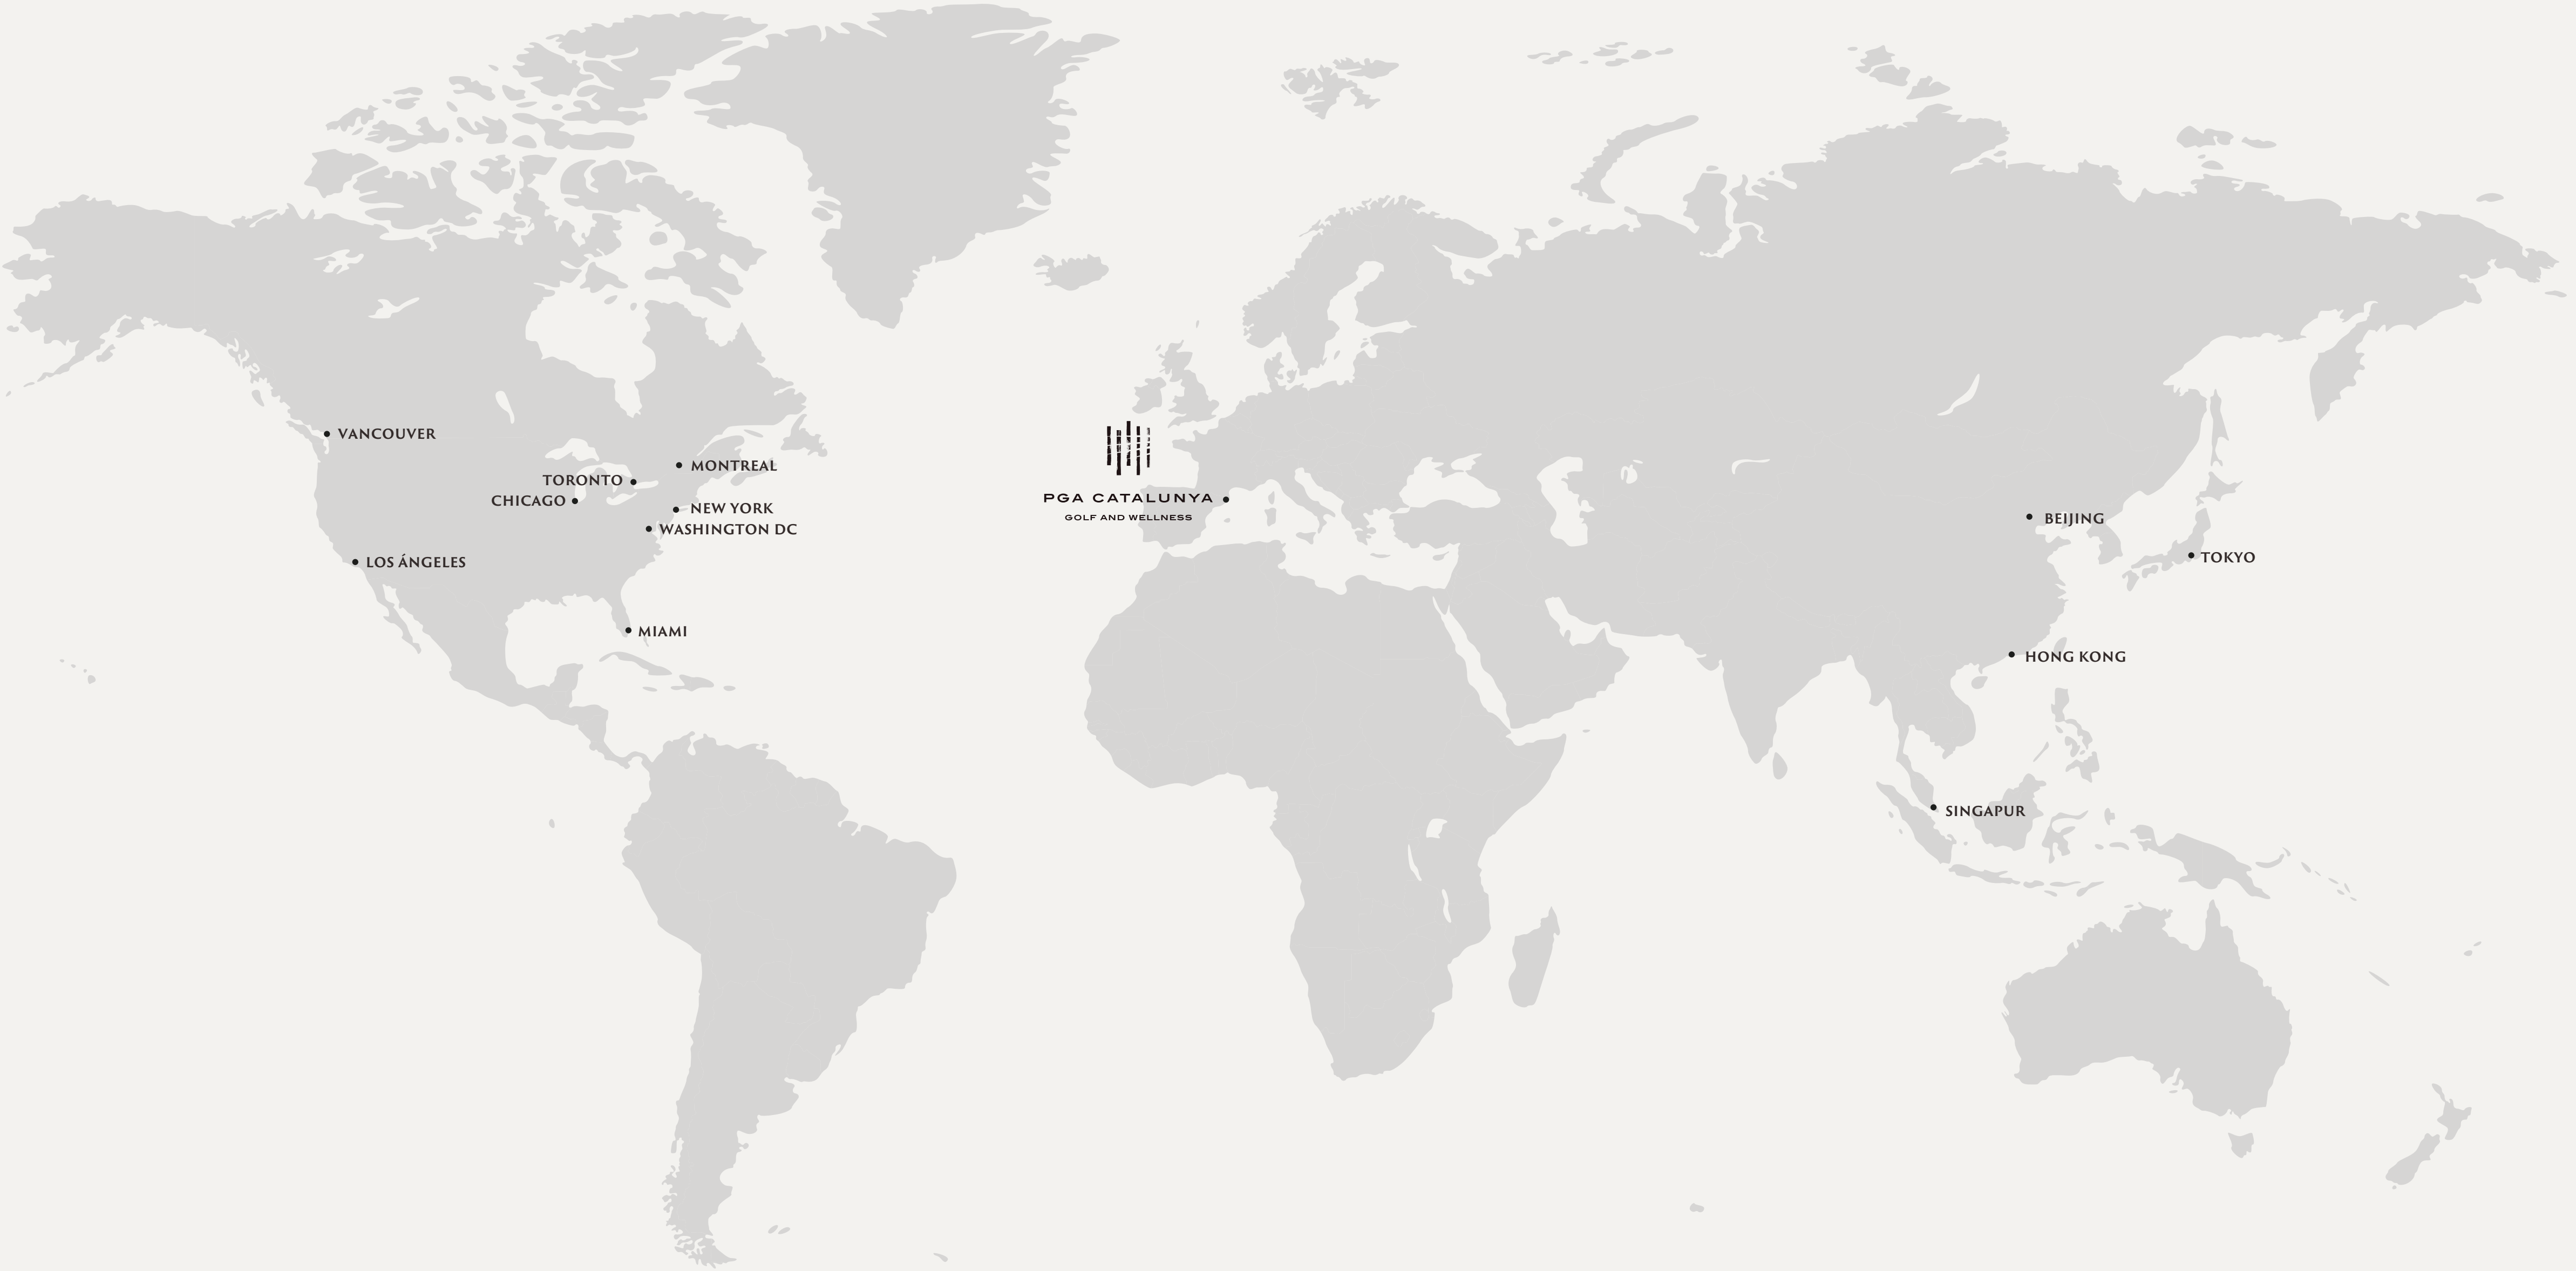 VANCOUVER
MONTREAL
TORONTO
CHICAGO
NEW YORK
WASHINGTON DC
LOS ÁNGELES
MIAMI
PGA CATALUNYA
GOLF AND WELLNESS
BEIJING
TOKYO
HONG KONG
SINGAPUR